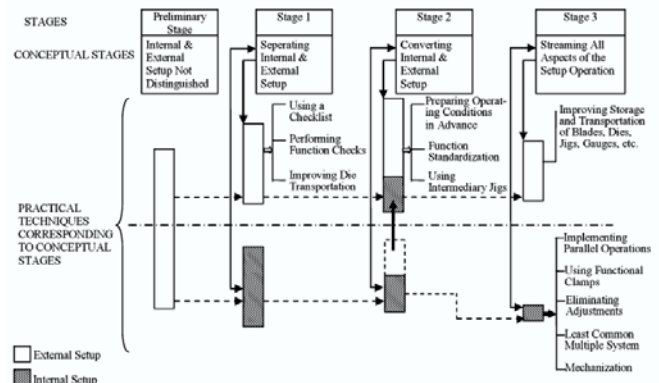 STAGES
Preliminary
Stage
Stage 1
Stage 2
Stage 3
CONCEPTUAL STAGES
Internal &
External
Setup Not
Distinguished
Seperating
Internal &
External
Setup
Converting
Internal &
External
Setup
Streaming All
Aspects of the
Setup Operation
Using a
Checklist
Performing
Function Checks
Improving Die
Transportation
Preparing Operat-
ing Conditions
in Advance
Function
Standardization
Using
Intermediary Jigs
Improving Storage
and Transportation
of Blades, Dies,
Jigs, Gauges, etc.
PRACTICAL
TECHNIQUES
CORRESPONDING
TO CONCEPTUAL
STAGES
Implementing
Parallel Operations
Using Functional
Clamps
Eliminating
Adjustments
Least Common
Multiple System
Mechanization
External Setup
Internal Setup